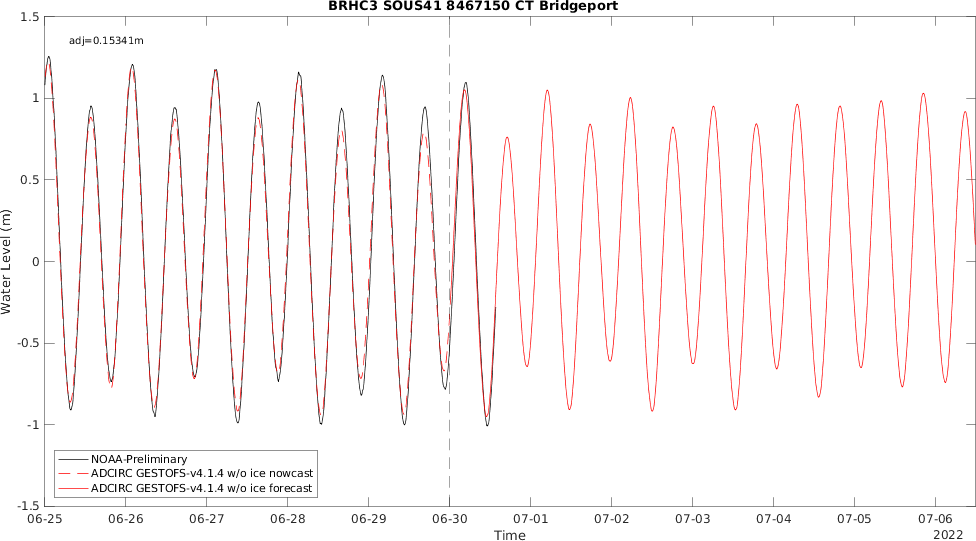 BRHC3 SOUS41 8467150 CT Bridgeport
adj=0.15341m
1.5
1
0.5
0
-0.5
-1
-1.5
Water Level (m)
NOAA-Preliminary
ADCIRC GESTOFS-v4.1.4 w/o ice nowcast
ADCIRC GESTOFS-v4.1.4 w/o ice forecast
06-25 06-26 06-27 06-28 06-29 06-30 07-01 07-02 07-03 07-04 07-05 07-06
Time
2022